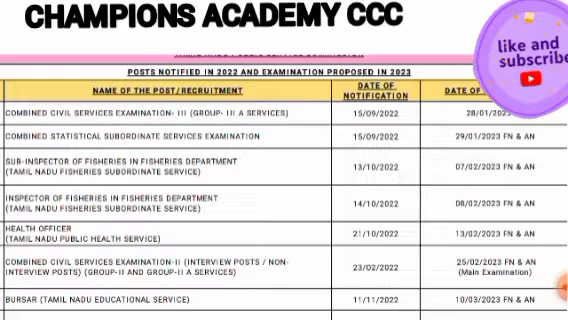 CHAMPIONS ACADEMY CCC
like and
subscribe
POSTS NOTIFIED IN 2022 AND EXAMINATION PROPOSED IN 2023
NAME OF THE POST/RECRUITMENT
DATE OF
NOTIFICATION
DATE OF
COMBINED CIVIL SERVICES EXAMINATION- III (GROUP- III A SERVICES)
15/09/2022
28/01/2023
COMBINED STATISTICAL SUBORDINATE SERVICES EXAMINATION
15/09/2022
29/01/2023 FN & AN
SUB-INSPECTOR OF FISHERIES IN FISHERIES DEPARTMENT
(TAMIL NADU FISHERIES SUBORDINATE SERVICE)
13/10/2022
07/02/2023 FN & AN
INSPECTOR OF FISHERIES IN FISHERIES DEPARTMENT
(TAMIL NADU FISHERIES SUBORDINATE SERVICE)
14/10/2022
08/02/2023 FN & AN
HEALTH OFFICER
(TAMIL NADU PUBLIC HEALTH SERVICE)
21/10/2022
13/02/2023 FN & AN
COMBINED CIVIL SERVICES EXAMINATION-II (INTERVIEW POSTS / NON-
INTERVIEW POSTS) (GROUP-II AND GROUP-II A SERVICES)
23/02/2022
25/02/2023 FN & AN
(Main Examination)
BURSAR (TAMIL NADU EDUCATIONAL SERVICE)
11/11/2022
10/03/2023 FN & AN